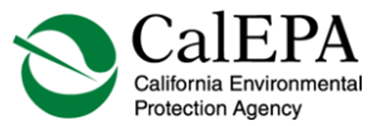 CalEPA
California Environmental
Protection Agency